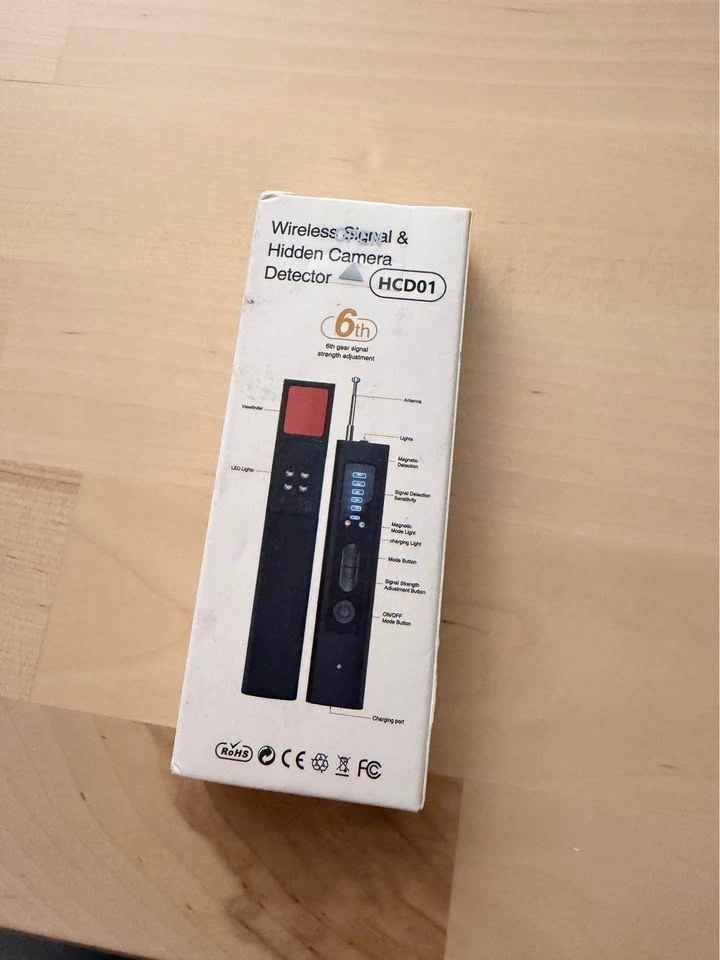 Wireless Signal &
Hidden Camera
Detector
OPEN
HCD01
6th
6th gear signal
strength adjustment
Viewfinder
LED Lights
Antenna
Lights
Magnetic
Detection
Signal Detection
Sensitivity
Magnetic
Mode Light
charging Light
Mode Button
Signal Strength
Adjustment Button
ON/OFF
Mode Button
Charging port
RoHS
CE
FC